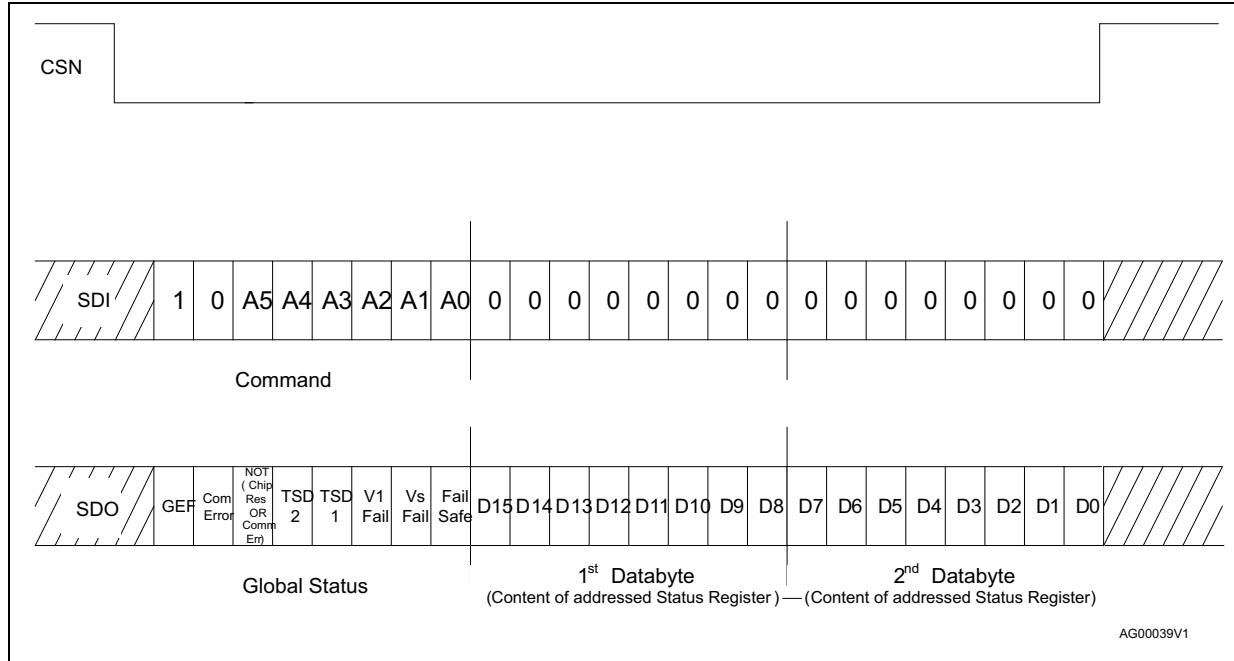 CSN
SDI 1 0 A5 A4 A3 A2 A1 A0 0 0 0 0 0 0 0 0 0 0 0 0 0 0 0 0
Command
SDO GEF Com Error NOT ( Chip Res OR Comm Err) TSD 2 TSD 1 V1 Fail Vs Fail Fail Safe D15 D14 D13 D12 D11 D10 D9 D8 D7 D6 D5 D4 D3 D2 D1 D0
Global Status
1st Databyte
(Content of addressed Status Register)
2nd Databyte
(Content of addressed Status Register)
AG00039V1